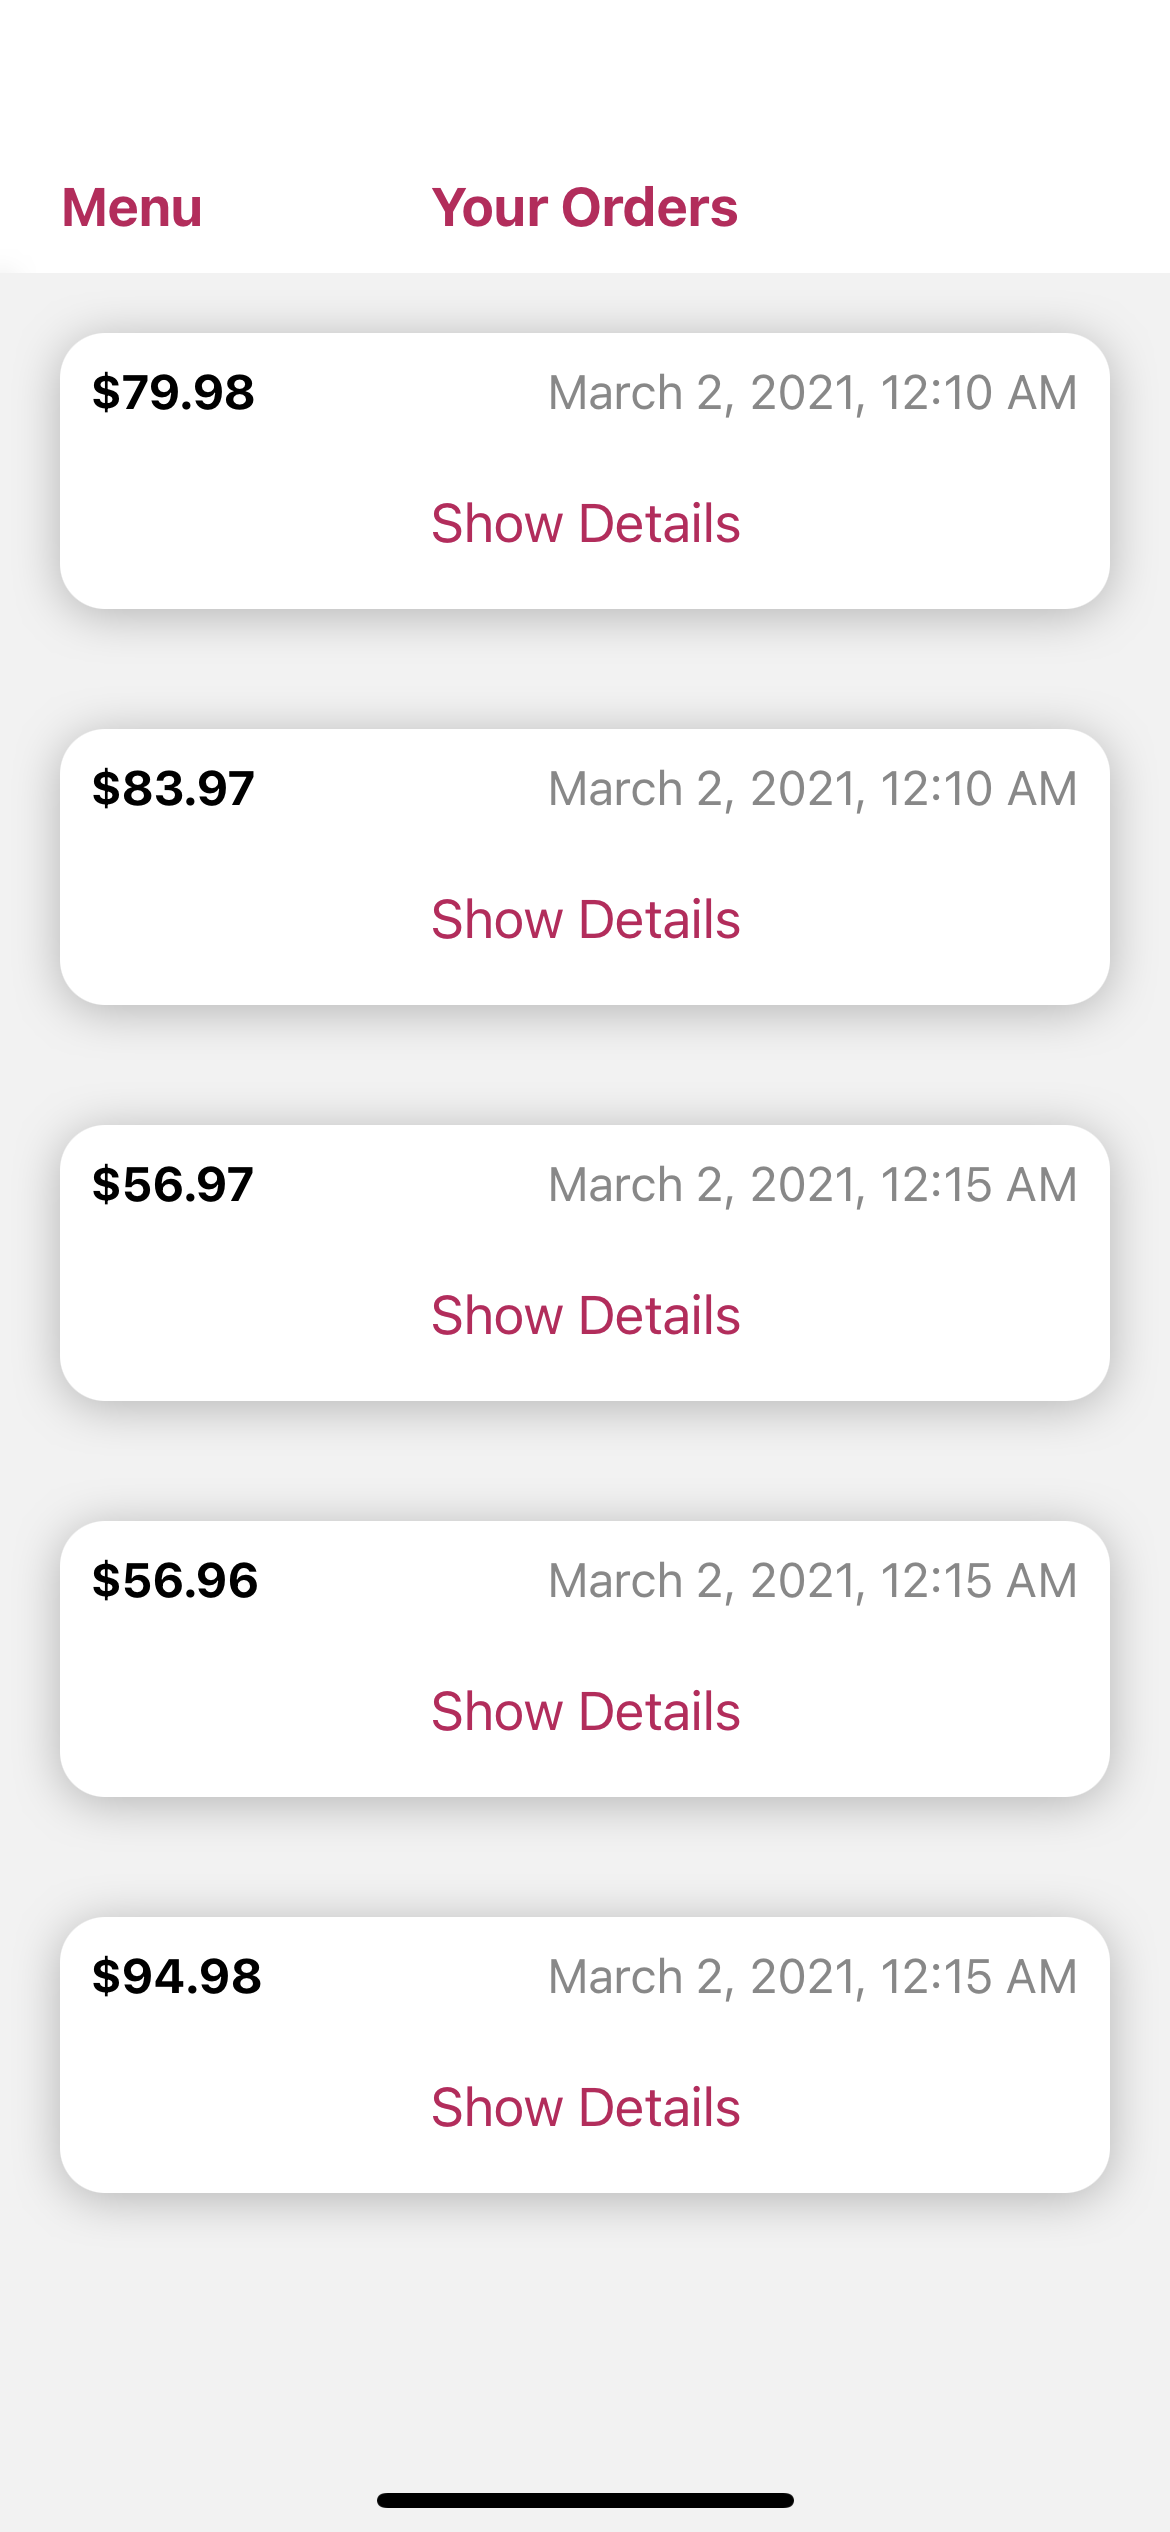 Menu Your Orders
$79.98 March 2, 2021, 12:10 AM
Show Details
$83.97 March 2, 2021, 12:10 AM
Show Details
$56.97 March 2, 2021, 12:15 AM
Show Details
$56.96 March 2, 2021, 12:15 AM
Show Details
$94.98 March 2, 2021, 12:15 AM
Show Details